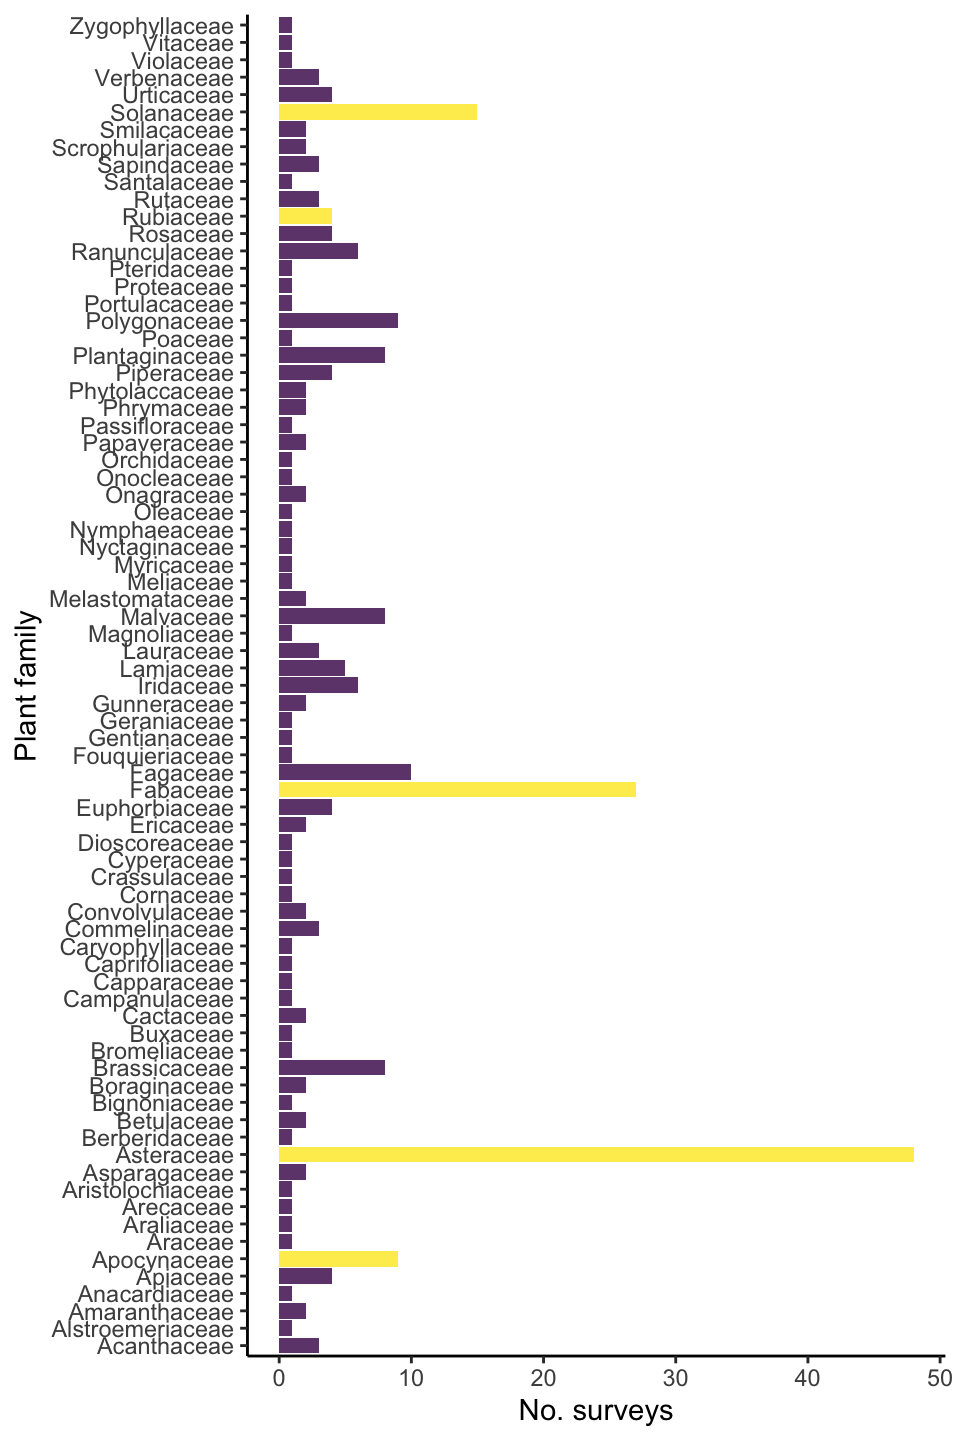 Zygophyllaceae
Vitaceae
Violaceae
Verbenaceae
Urticaceae
Solanaceae
Smilacaceae
Scrophulariaceae
Sapindaceae
Santalaceae
Rutaceae
Rubiaceae
Rosaceae
Ranunculaceae
Pteridaceae
Proteaceae
Portulacaceae
Polygonaceae
Poaceae
Plantaginaceae
Piperaceae
Phytolaccaceae
Phrymaceae
Passifloraceae
Papaveraceae
Orchidaceae
Onocleaceae
Onagraceae
Oleaceae
Nymphaeaceae
Nyctaginaceae
Myricaceae
Meliaceae
Melastomataceae
Malvaceae
Magnoliaceae
Lauraceae
Lamiaceae
Iridaceae
Gunneraceae
Geraniaceae
Gentianaceae
Fouquieriaceae
Fagaceae
Fabaceae
Euphorbiaceae
Ericaceae
Dioscoreaceae
Cyperaceae
Crassulaceae
Cornaceae
Convolvulaceae
Commelinaceae
Caryophyllaceae
Caprifoliaceae
Capparaceae
Campanulaceae
Cactaceae
Buxaceae
Bromeliaceae
Brassicaceae
Boraginaceae
Bignoniaceae
Betulaceae
Berberidaceae
Asteraceae
Asparagaceae
Aristolochiaceae
Arecaceae
Araliaceae
Araceae
Apocynaceae
Apiaceae
Anacardiaceae
Amaranthaceae
Alstroemeriaceae
Acanthaceae
Plant family
0 10 20 30 40 50
No. surveys